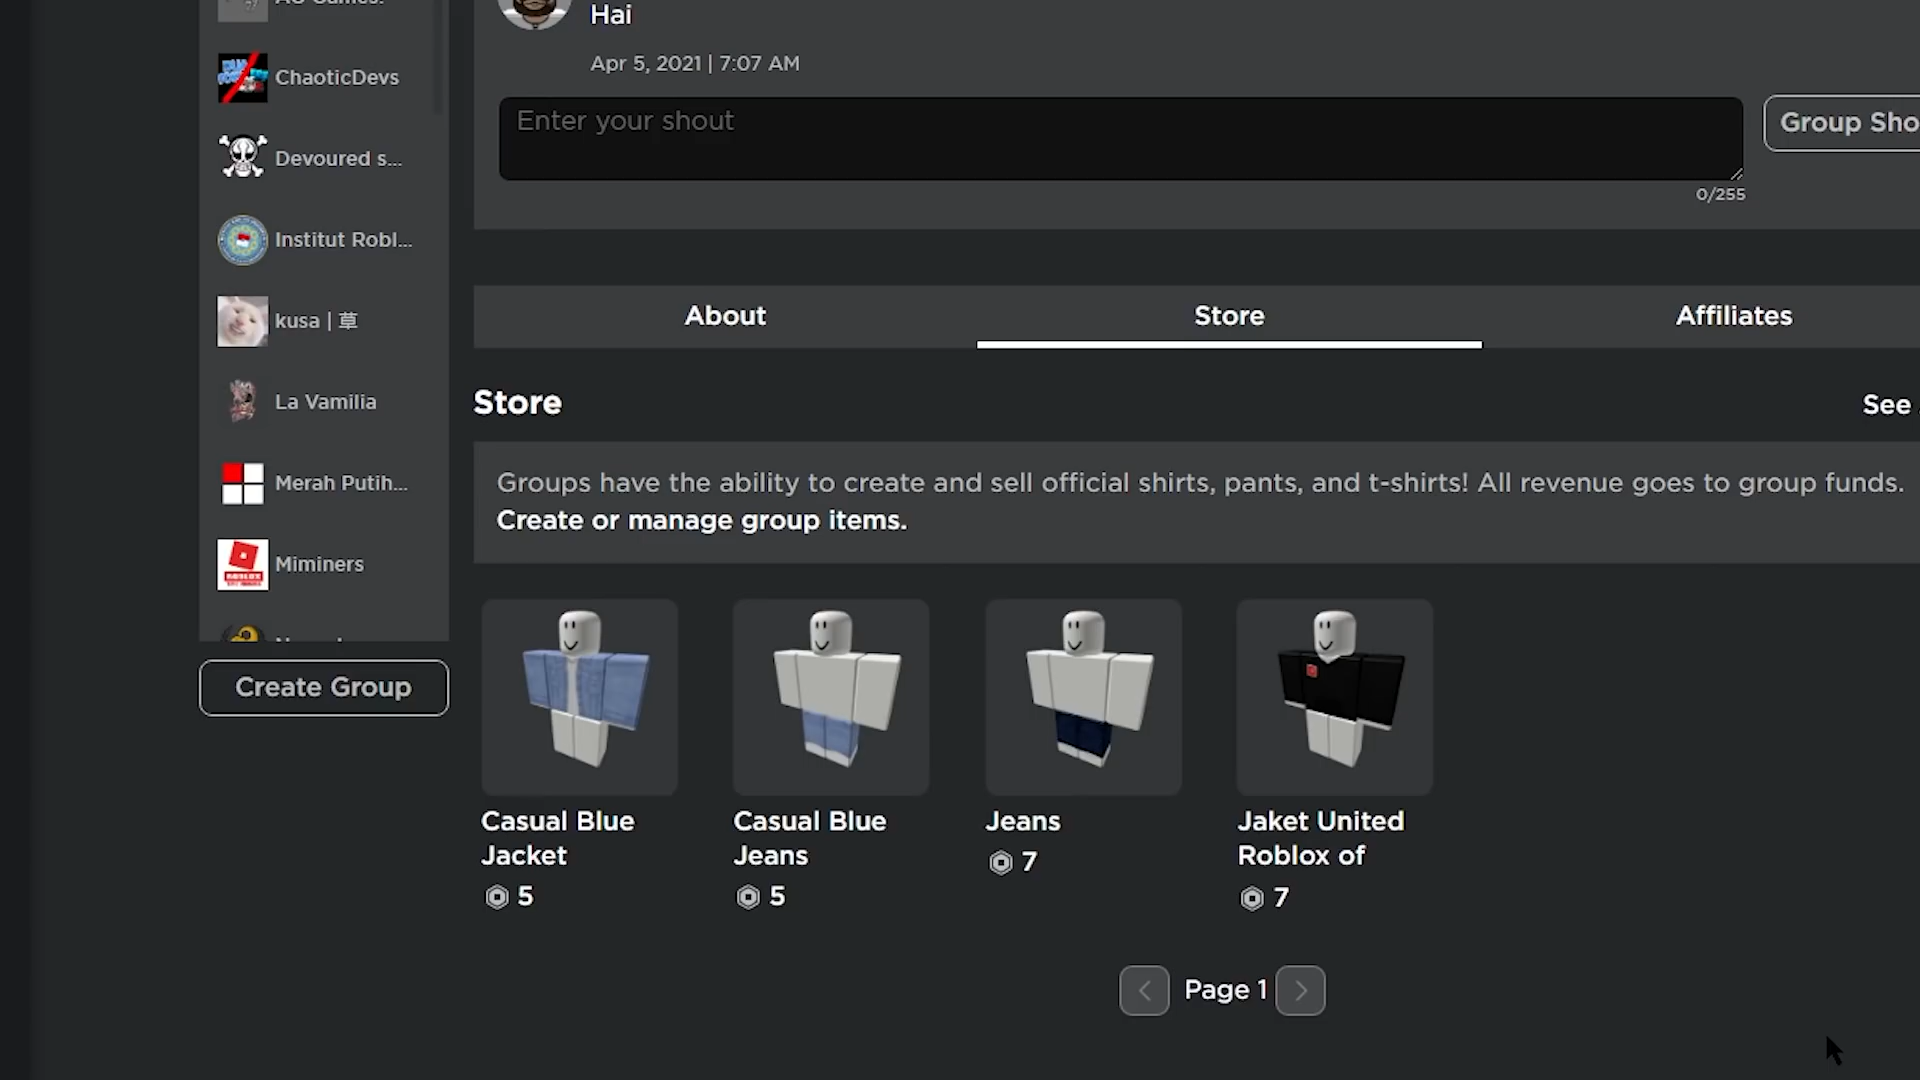 Hai
Apr 5, 2021 | 7:07 AM
ChaoticDevs
Enter your shout
Group Sho
Devoured s...
0/255
Institut Robl...
kusa | 草
About
Store
Affiliates
La Vamilia
Store
See
Merah Putih...
Groups have the ability to create and sell official shirts, pants, and t-shirts! All revenue goes to group funds.
Create or manage group items.
Miminers
Create Group
Casual Blue
Jacket
5
Casual Blue
Jeans
5
Jeans
7
Jaket United
Roblox of
7
Page 1